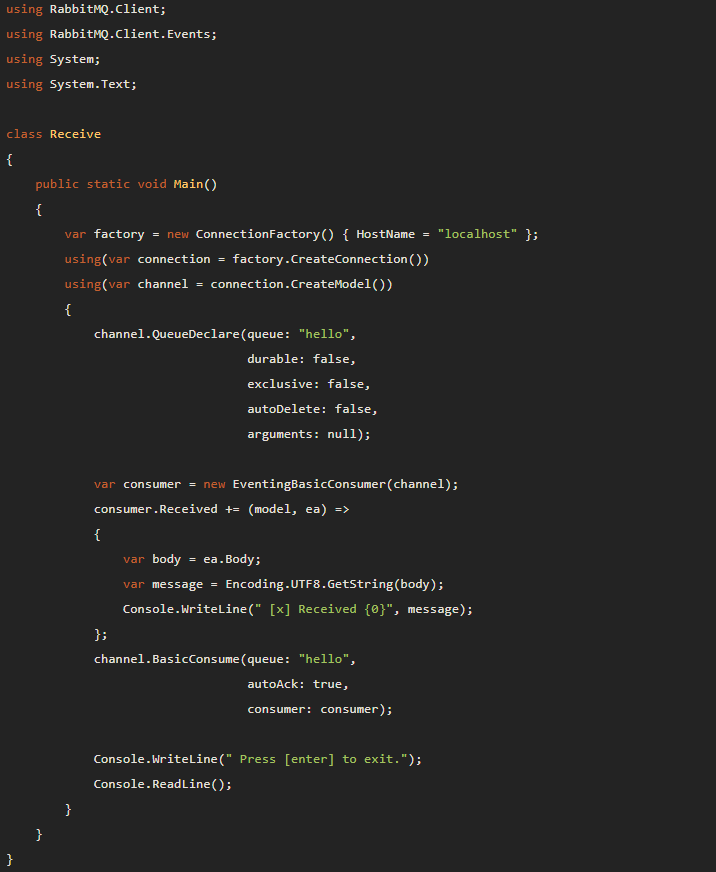 using RabbitMQ.Client;
using RabbitMQ.Client.Events;
using System;
using System.Text;

class Receive
{
    public static void Main()
    {
        var factory = new ConnectionFactory() { HostName = "localhost" };
        using(var connection = factory.CreateConnection())
        using(var channel = connection.CreateModel())
        {
            channel.QueueDeclare(queue: "hello",
                                 durable: false,
                                 exclusive: false,
                                 autoDelete: false,
                                 arguments: null);

            var consumer = new EventingBasicConsumer(channel);
            consumer.Received += (model, ea) =>
            {
                var body = ea.Body;
                var message = Encoding.UTF8.GetString(body);
                Console.WriteLine(" [x] Received {0}", message);
            };
            channel.BasicConsume(queue: "hello",
                                 autoAck: true,
                                 consumer: consumer);

            Console.WriteLine(" Press [enter] to exit.");
            Console.ReadLine();
        }
    }
}